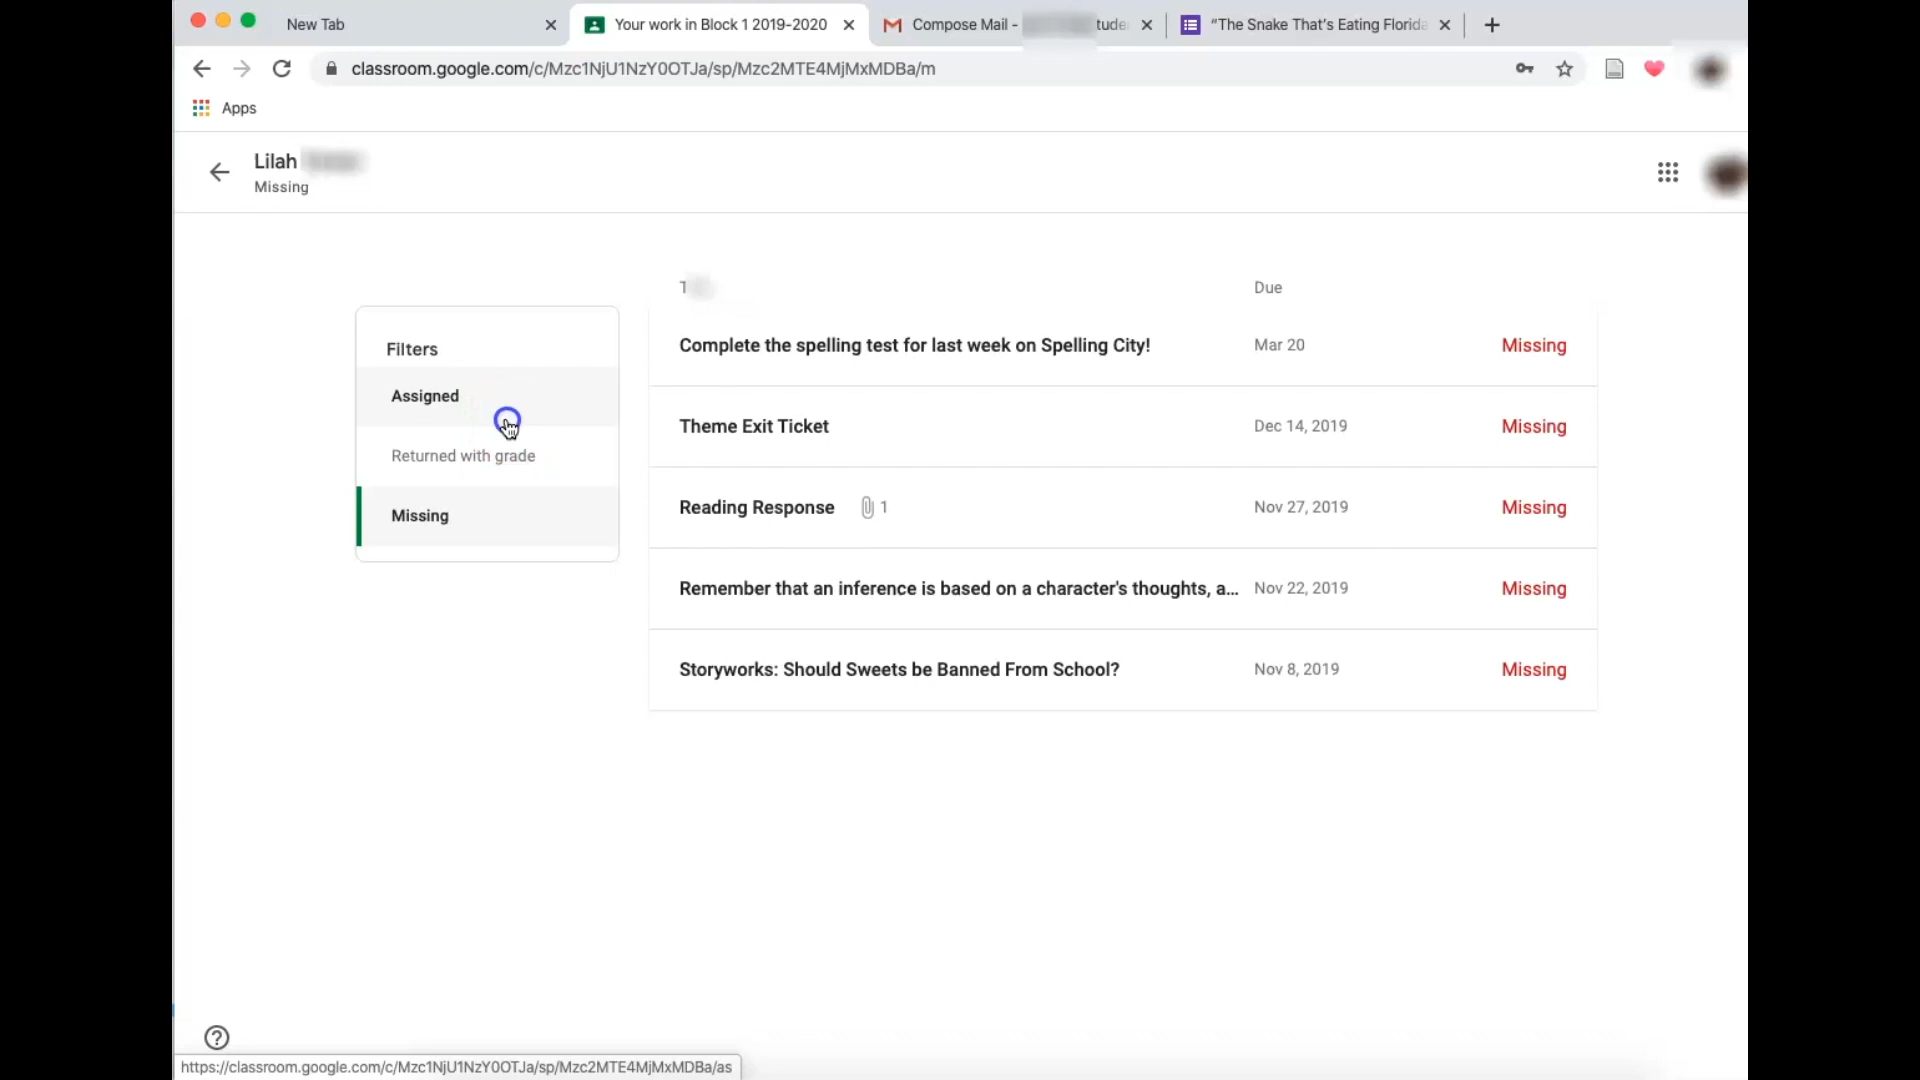 New Tab
Your work in Block 1 2019-2020
Compose Mail -
"The Snake That's Eating Florida
classroom.google.com/c/Mzc1NjU1NzY0OTJa/sp/Mzc2MTE4MjMxMDBa/m
Apps
Lilah
Missing
Due
Filters
Assigned
Returned with grade
Missing
Complete the spelling test for last week on Spelling City! Mar 20 Missing
Theme Exit Ticket Dec 14, 2019 Missing
Reading Response 1 Nov 27, 2019 Missing
Remember that an inference is based on a character's thoughts, a... Nov 22, 2019 Missing
Storyworks: Should Sweets be Banned From School? Nov 8, 2019 Missing
https://classroom.google.com/c/Mzc1NjU1NzY0OTJa/sp/Mzc2MTE4MjMxMDBa/as